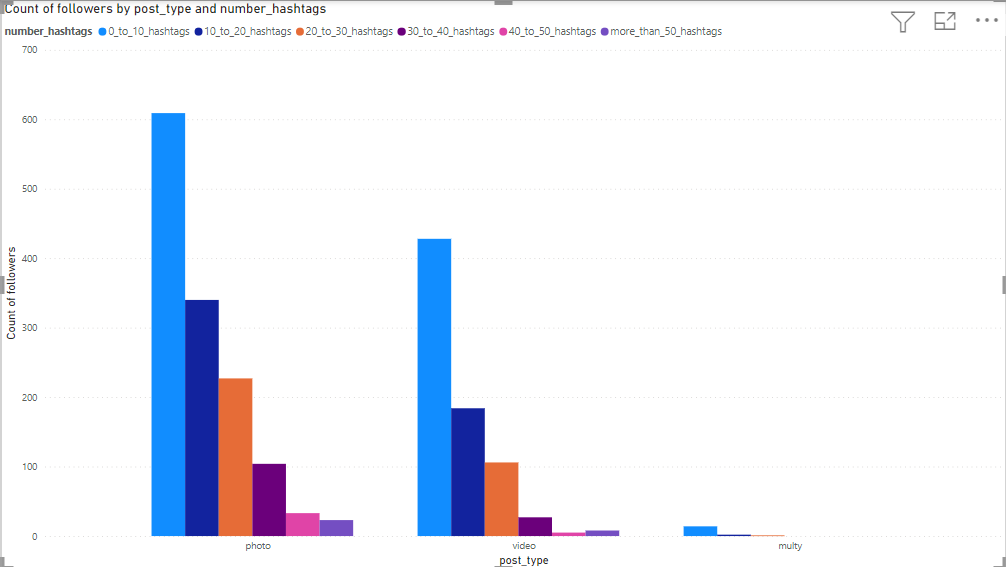 Count of followers by post_type and number_hashtags
number_hashtags 0_to_10_hashtags 10_to_20_hashtags 20_to_30_hashtags 30_to_40_hashtags 40_to_50_hashtags more_than_50_hashtags
700
600
500
400
300
200
100
0
Count of followers
photo video multy
post_type